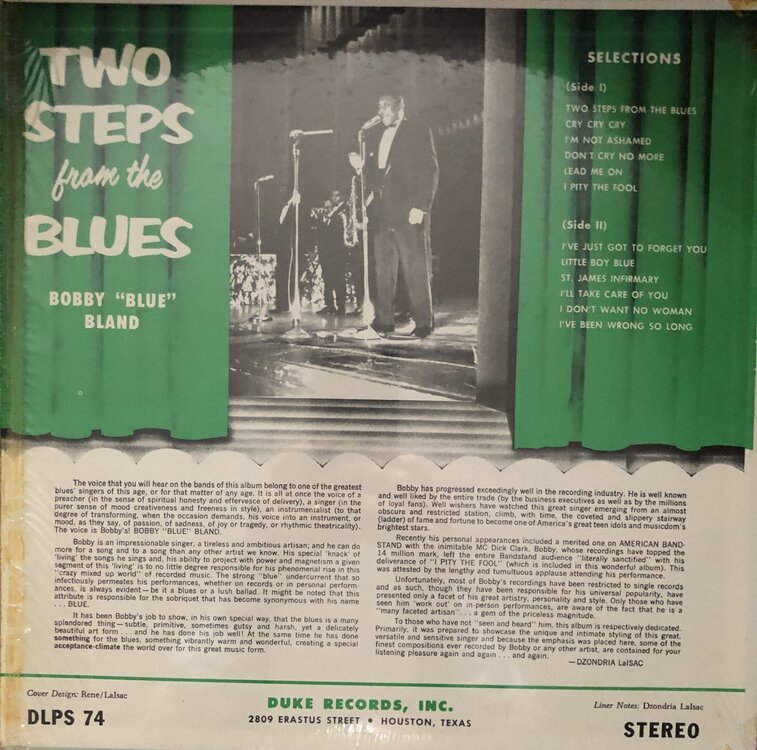 TWO
STEPS
from the
BLUES
BOBBY "BLUE"
BLAND
SELECTIONS
(Side I)
TWO STEPS FROM THE BLUES
CRY CRY CRY
I'M NOT ASHAMED
DON'T CRY NO MORE
LEAD ME ON
I PITY THE FOOL
(Side II)
I'VE JUST GOT TO FORGET YOU
LITTLE BOY BLUE
ST. JAMES INFIRMARY
I'LL TAKE CARE OF YOU
I DON'T WANT NO WOMAN
I'VE BEEN WRONG SO LONG
The voice that you will hear on the bands of this album belong to one of the greatest
blues' singers of this age, or for that matter of any age. It is all at once the voice of a
preacher (in the sense of spiritual honesty and effervesce of delivery), a singer (in the
purer sense of mood creativeness and freeness in style), an instrumentalist (to that
degree of transforming, when the occasion demands, his voice into an instrument, or
mood, as they say, of passion, of sadness, of joy or tragedy, or rhythmic theatricality).
The voice is Bobby's! BOBBY "BLUE" BLAND.
Bobby is an impressionable singer, a tireless and ambitious artisan; and he can do
more for a song and to a song than any other artist we know. His special 'knack' of
'living' the songs he sings and, his ability to project with power and magnetism a given
segment of this 'living' is to no little degree responsible for his phenomenal rise in this
"crazy mixed up world" of recorded music. The strong "blue" undercurrent that so
infectiously permeates his performances, whether on records or in personal perform-
ances, is always evident — be it a blues or a lush ballad. It might be noted that this
attribute is responsible for the sobriquet that has become synonymous with his name
. . . BLUE.
It has been Bobby's job to show, in his own special way, that the blues is a many
splendored thing — subtle, primitive, sometimes gutsy and harsh, yet a delicately
beautiful art form . . . and he has done his job well! At the same time he has done
something for the blues, something vibrantly warm and wonderful, creating a special
acceptance-climate the world over for this great music form.
Bobby has progressed exceedingly well in the recording industry. He is well known
and well liked by the entire trade (by the business executives as well as by the millions
of loyal fans). Well wishers have watched this great singer emerging from an almost
obscure and restricted station, climb, with time, the coveted and slippery stairway
(ladder) of fame and fortune to become one of America's great teen idols and musicdom's
brightest stars.
Recently his personal appearances included a merited one on AMERICAN BAND-
STAND with the inimitable MC Dick Clark. Bobby, whose recordings have topped the
14 million mark, left the entire Bandstand audience "literally sanctified" with his
deliverance of "I PITY THE FOOL" (which is included in this wonderful album). This
was attested by the lengthy and tumultuous applause attending his performance.
Unfortunately, most of Bobby's recordings have been restricted to single records
and as such, though they have been responsible for his universal popularity, have
presented only a facet of his great artistry, personality and style. Only those who have
seen him 'work out' on in-person performances, are aware of the fact that he is a
"many faceted artisan". . . a gem of the priceless magnitude.
To those who have not "seen and heard" him, this album is respectively dedicated.
Primarily, it was prepared to showcase the unique and intimate styling of this great,
versatile and sensitive singer and because the emphasis was placed here, some of the
finest compositions ever recorded by Bobby or any other artist, are contained for your
listening pleasure again and again . . . and again.
—DZONDRIA LaISAC
Cover Design: Rene/LaIsac
DLPS 74
DUKE RECORDS, INC.
2809 ERASTUS STREET • HOUSTON, TEXAS
Liner Notes: Dzondria LaIsac
STEREO